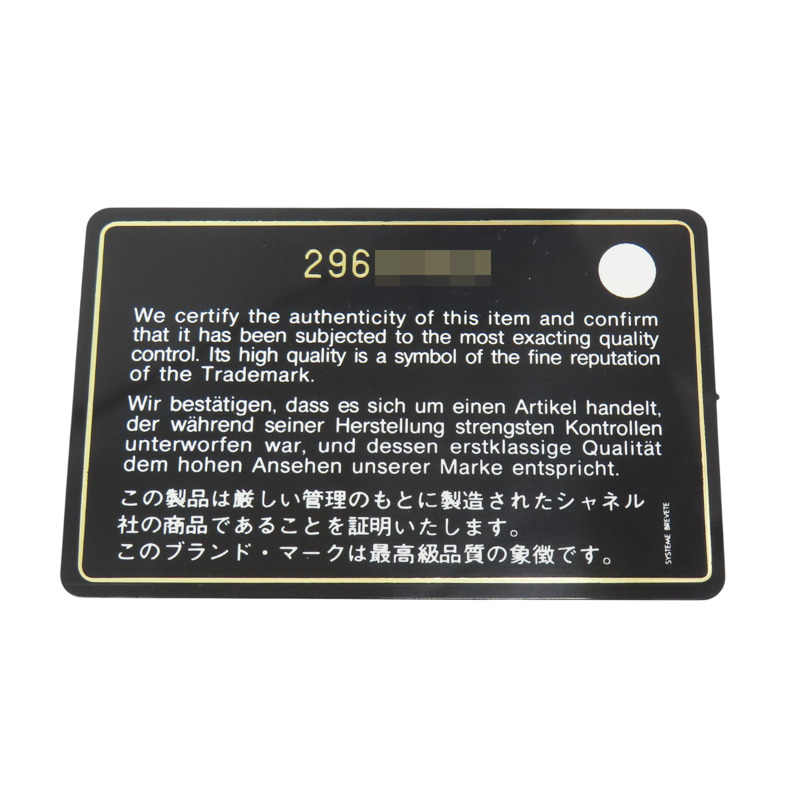 296
We certify the authenticity of this item and confirm
that it has been subjected to the most exacting quality
control. Its high quality is a symbol of the fine reputation
of the Trademark.
Wir bestätigen, dass es sich um einen Artikel handelt,
der während seiner Herstellung strengsten Kontrollen
unterworfen war, und dessen erstklassige Qualität
dem hohen Ansehen unserer Marke entspricht.
この製品は厳しい管理のもとに製造されたシャネル
社の商品であることを証明いたします。
このブランド・マークは最高級品質の象徴です。
SYSTEME BREVETE